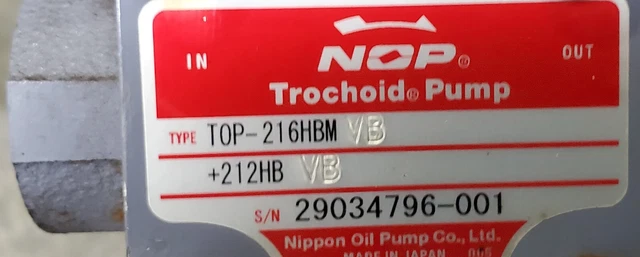 NOP®
IN OUT
Trochoid® Pump
TYPE TOP-216HBM VB
+212HB VB
S/N 29034796-001
Nippon Oil Pump Co., Ltd.
MADE IN JAPAN